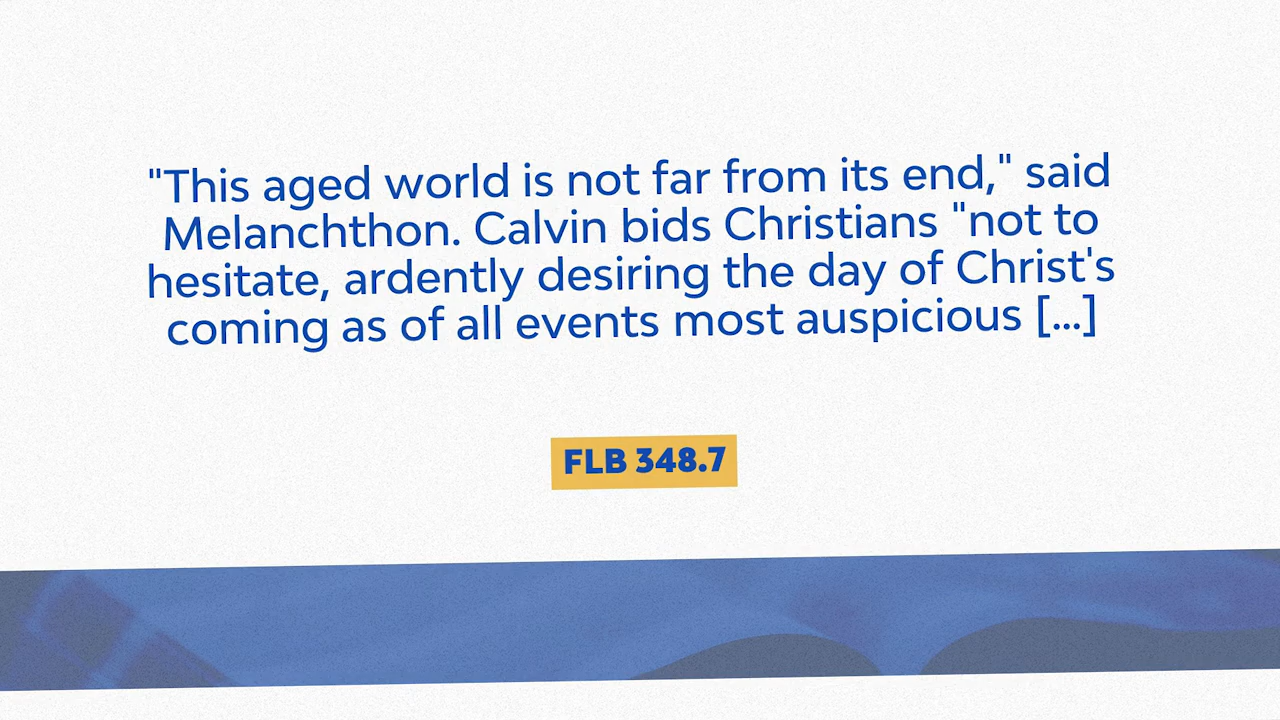 "This aged world is not far from its end," said
Melanchthon. Calvin bids Christians "not to
hesitate, ardently desiring the day of Christ's
coming as of all events most auspicious [...]
FLB 348.7